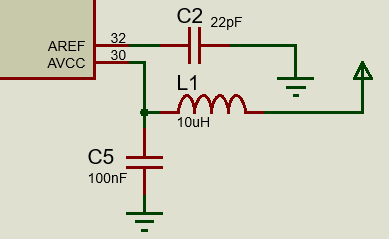 C2
22pF
AREF 32
AVCC 30
L1
10uH
C5
100nF